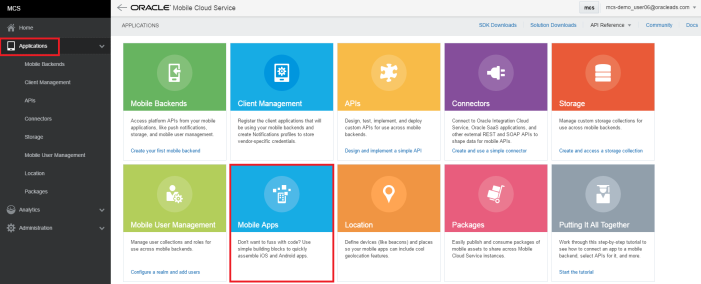 MCS
ORACLE' Mobile Cloud Service
mcs
mcs-demo_user06@oracleads.com
Home
Applications
Mobile Backends
Client Management
APIs
Connectors
Storage
Mobile User Management
Location
Packages
Analytics
Administration
APPLICATIONS
SDK Downloads
Solution Downloads
API Reference
Community
Docs
Mobile Backends
Access platform APIs from your mobile
applications, like push notifications,
storage, and mobile user management.
Create your first mobile backend
Client Management
Register the client applications that will
be using your mobile backends and
create Notifications profiles to store
vendor-specific credentials.
APIs
Design, test, implement, and deploy
custom APIs for use across mobile
backends.
Design and implement a simple API
Connectors
Connect to Oracle Integration Cloud
Service, Oracle SaaS applications, and
other external REST and SOAP APIs to
shape data for mobile APIs.
Create and use a simple connector
Storage
Manage custom storage collections for
use across mobile backends.
Create and access a storage collection
Mobile User Management
Manage user collections and roles for
use across mobile backends.
Configure a realm and add users
Mobile Apps
Don't want to fuss with code? Use
simple building blocks to quickly
assemble iOS and Android apps.
Location
Define devices (like beacons) and places
so your mobile apps can include cool
geolocation features.
Packages
Easily publish and consume packages of
mobile assets to share across Mobile
Cloud Service instances.
Putting It All Together
Work through this step-by-step tutorial to
see how to connect an app to a mobile
backend, select APIs for it, and more.
Start the tutorial